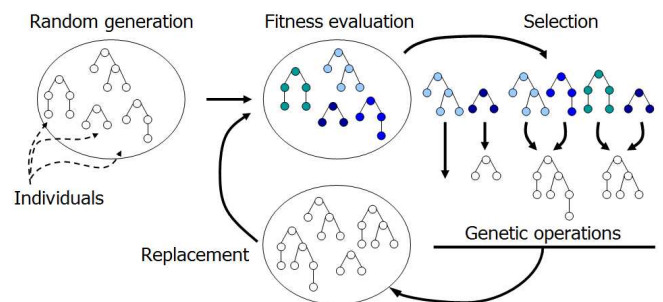 Random generation
Fitness evaluation
Selection
Individuals
Replacement
Genetic operations